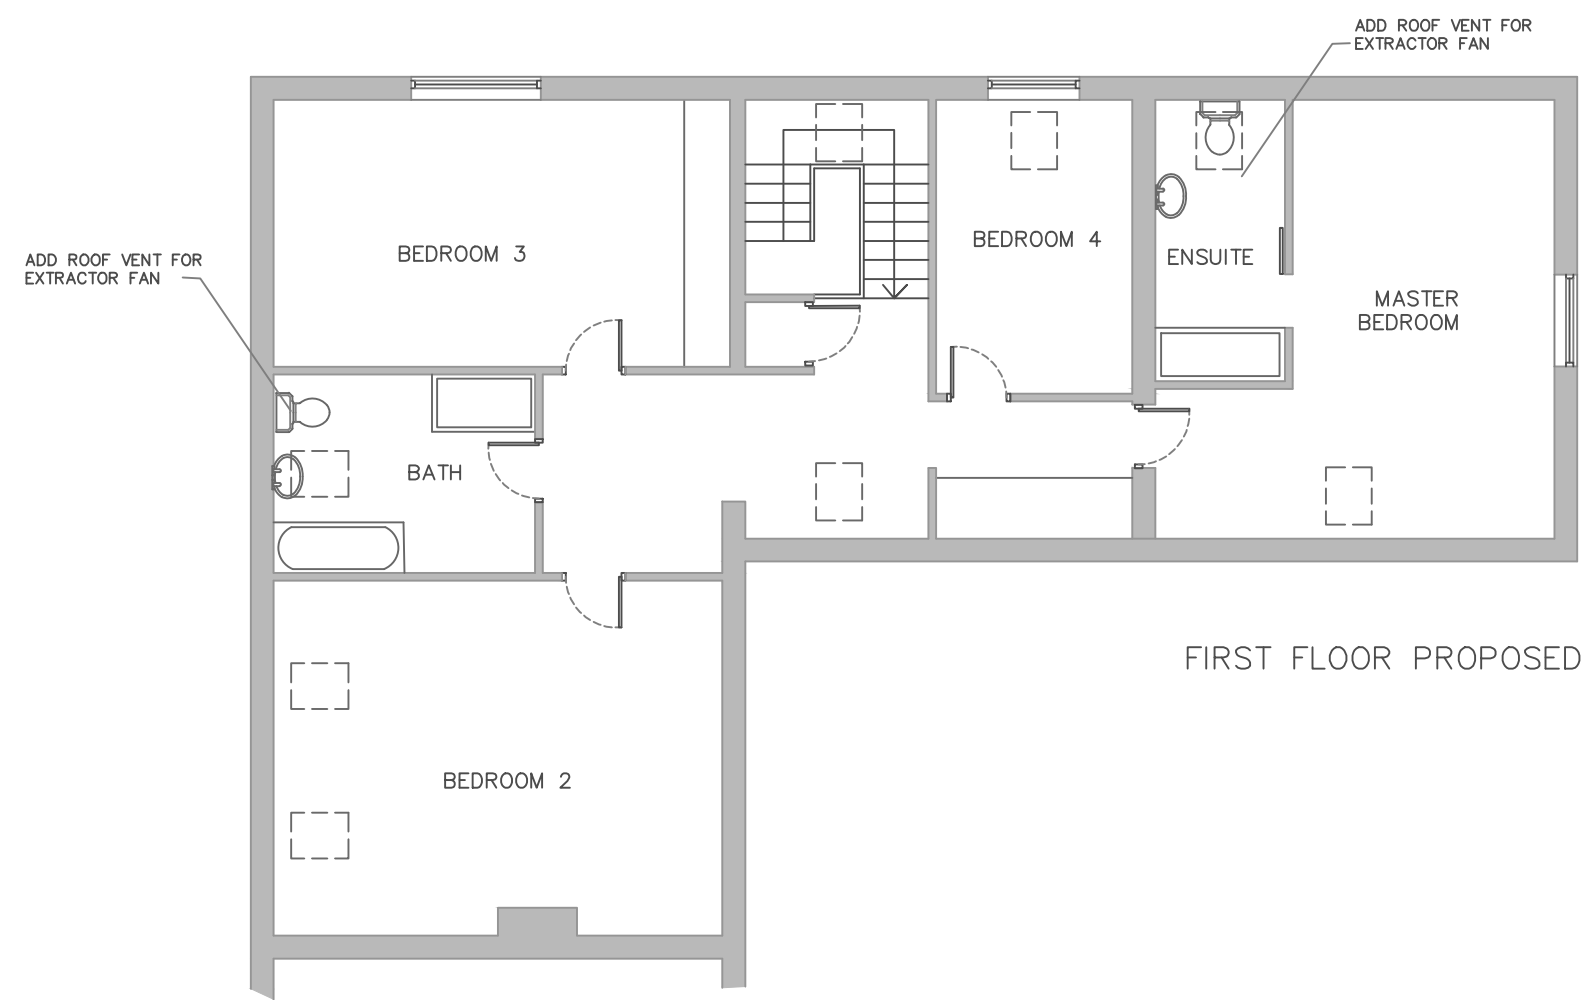 ADD ROOF VENT FOR
EXTRACTOR FAN
BEDROOM 3
BEDROOM 4
ENSUITE
ADD ROOF VENT FOR
EXTRACTOR FAN
MASTER
BEDROOM
BATH
FIRST FLOOR PROPOSED
BEDROOM 2